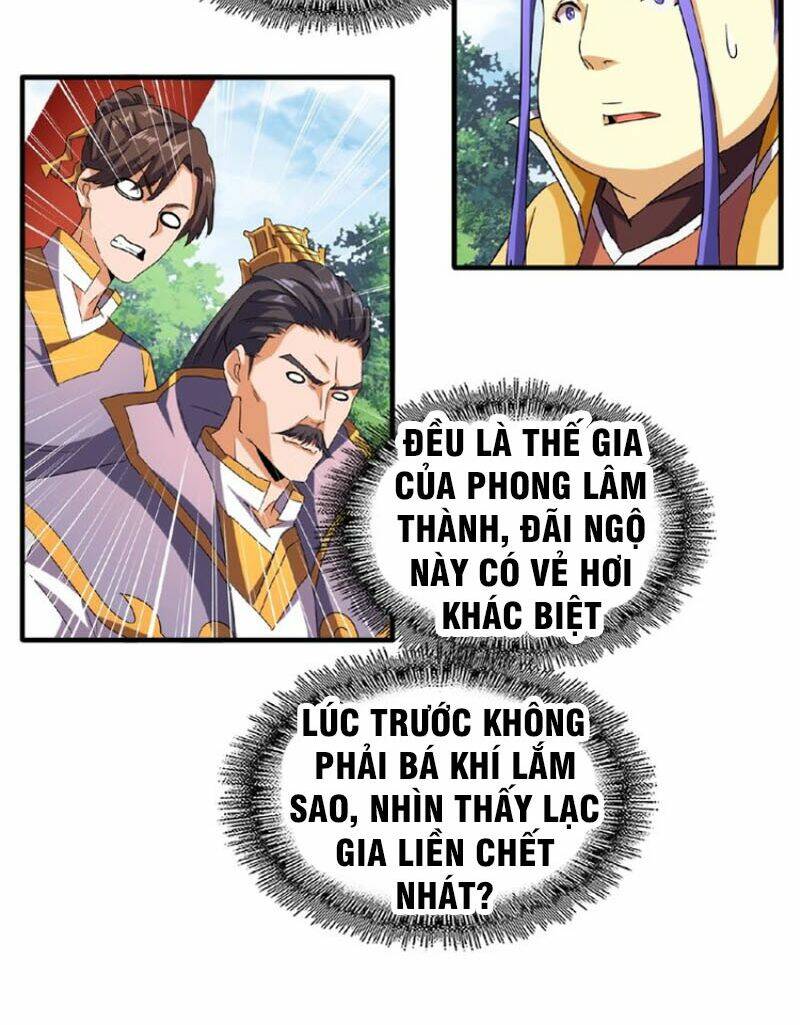 ĐỀU LÀ THẾ GIA
CỦA PHONG LÂM
THÀNH, ĐÃI NGỘ
NÀY CÓ VẺ HƠI
KHÁC BIỆT
LÚC TRƯỚC KHÔNG
PHẢI BÁ KHÍ LẮM
SAO, NHÌN THẤY LẠC
GIA LIỀN CHẾT
NHÁT?